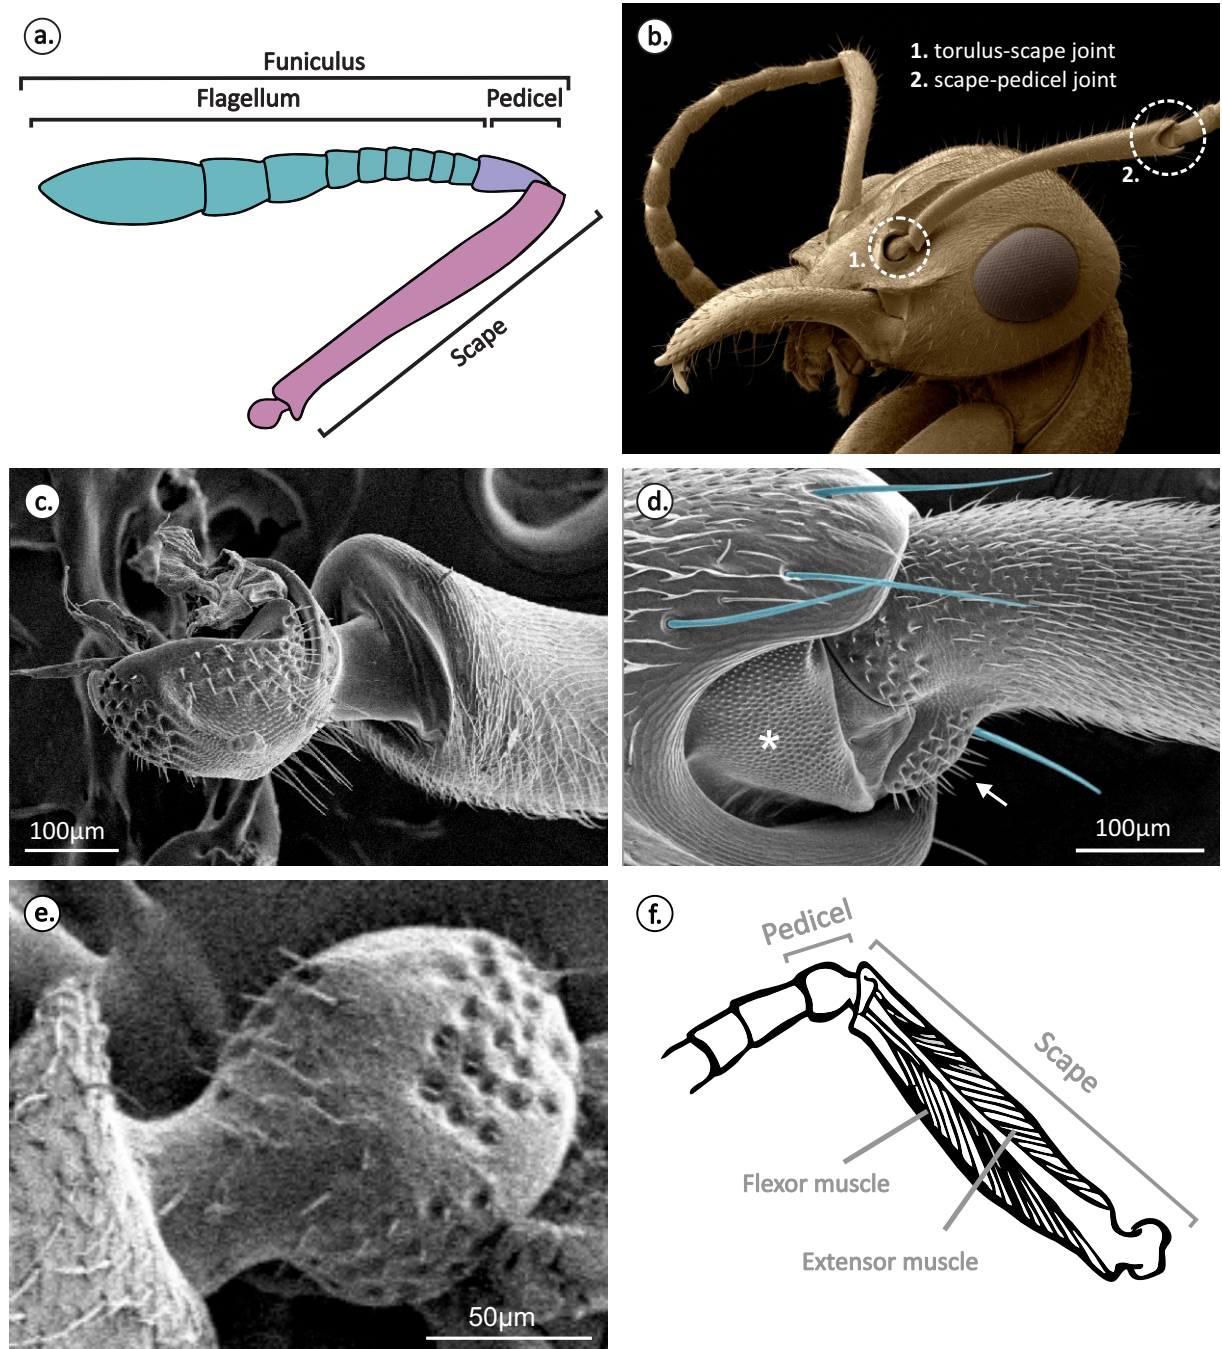 a.
Funiculus
Flagellum
Pedicel
Scape
b.
1. torulus-scape joint
2. scape-pedicel joint
1.
2.
c.
100µm
d.
*
100µm
e.
50µm
f.
Pedicel
Scape
Flexor muscle
Extensor muscle